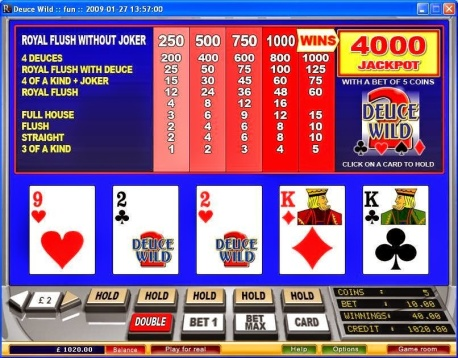 Deuce Wild :: fun :: 2009-01-27 13:57:00
ROYAL FLUSH WITHOUT JOKER 250 500 750 1000 WINS
4 DEUCES 200 400 600 800 1000
ROYAL FLUSH WITH DEUCE 25 50 75 100 125
4 OF A KIND + JOKER 15 30 45 60 75
ROYAL FLUSH 12 24 36 48 60
4 8 12 16
FULL HOUSE 3 6 9 12 15
FLUSH 2 4 6 8 10
STRAIGHT 2 4 6 8 10
3 OF A KIND 1 2 3 4 5
4000
JACKPOT
WITH A BET OF 5 COINS
2
DEUCE
WILD
CLICK ON A CARD TO HOLD
9 2 2 K K
2 DEUCE WILD
2 DEUCE WILD
£ 2
HOLD HOLD HOLD HOLD HOLD
DOUBLE BET 1 BET MAX CARD
COINS : 5
BET : 10.00
WINNINGS: 40.00
CREDIT : 1020.00
£ 1020.00 Balance Play for real Help Options Game room